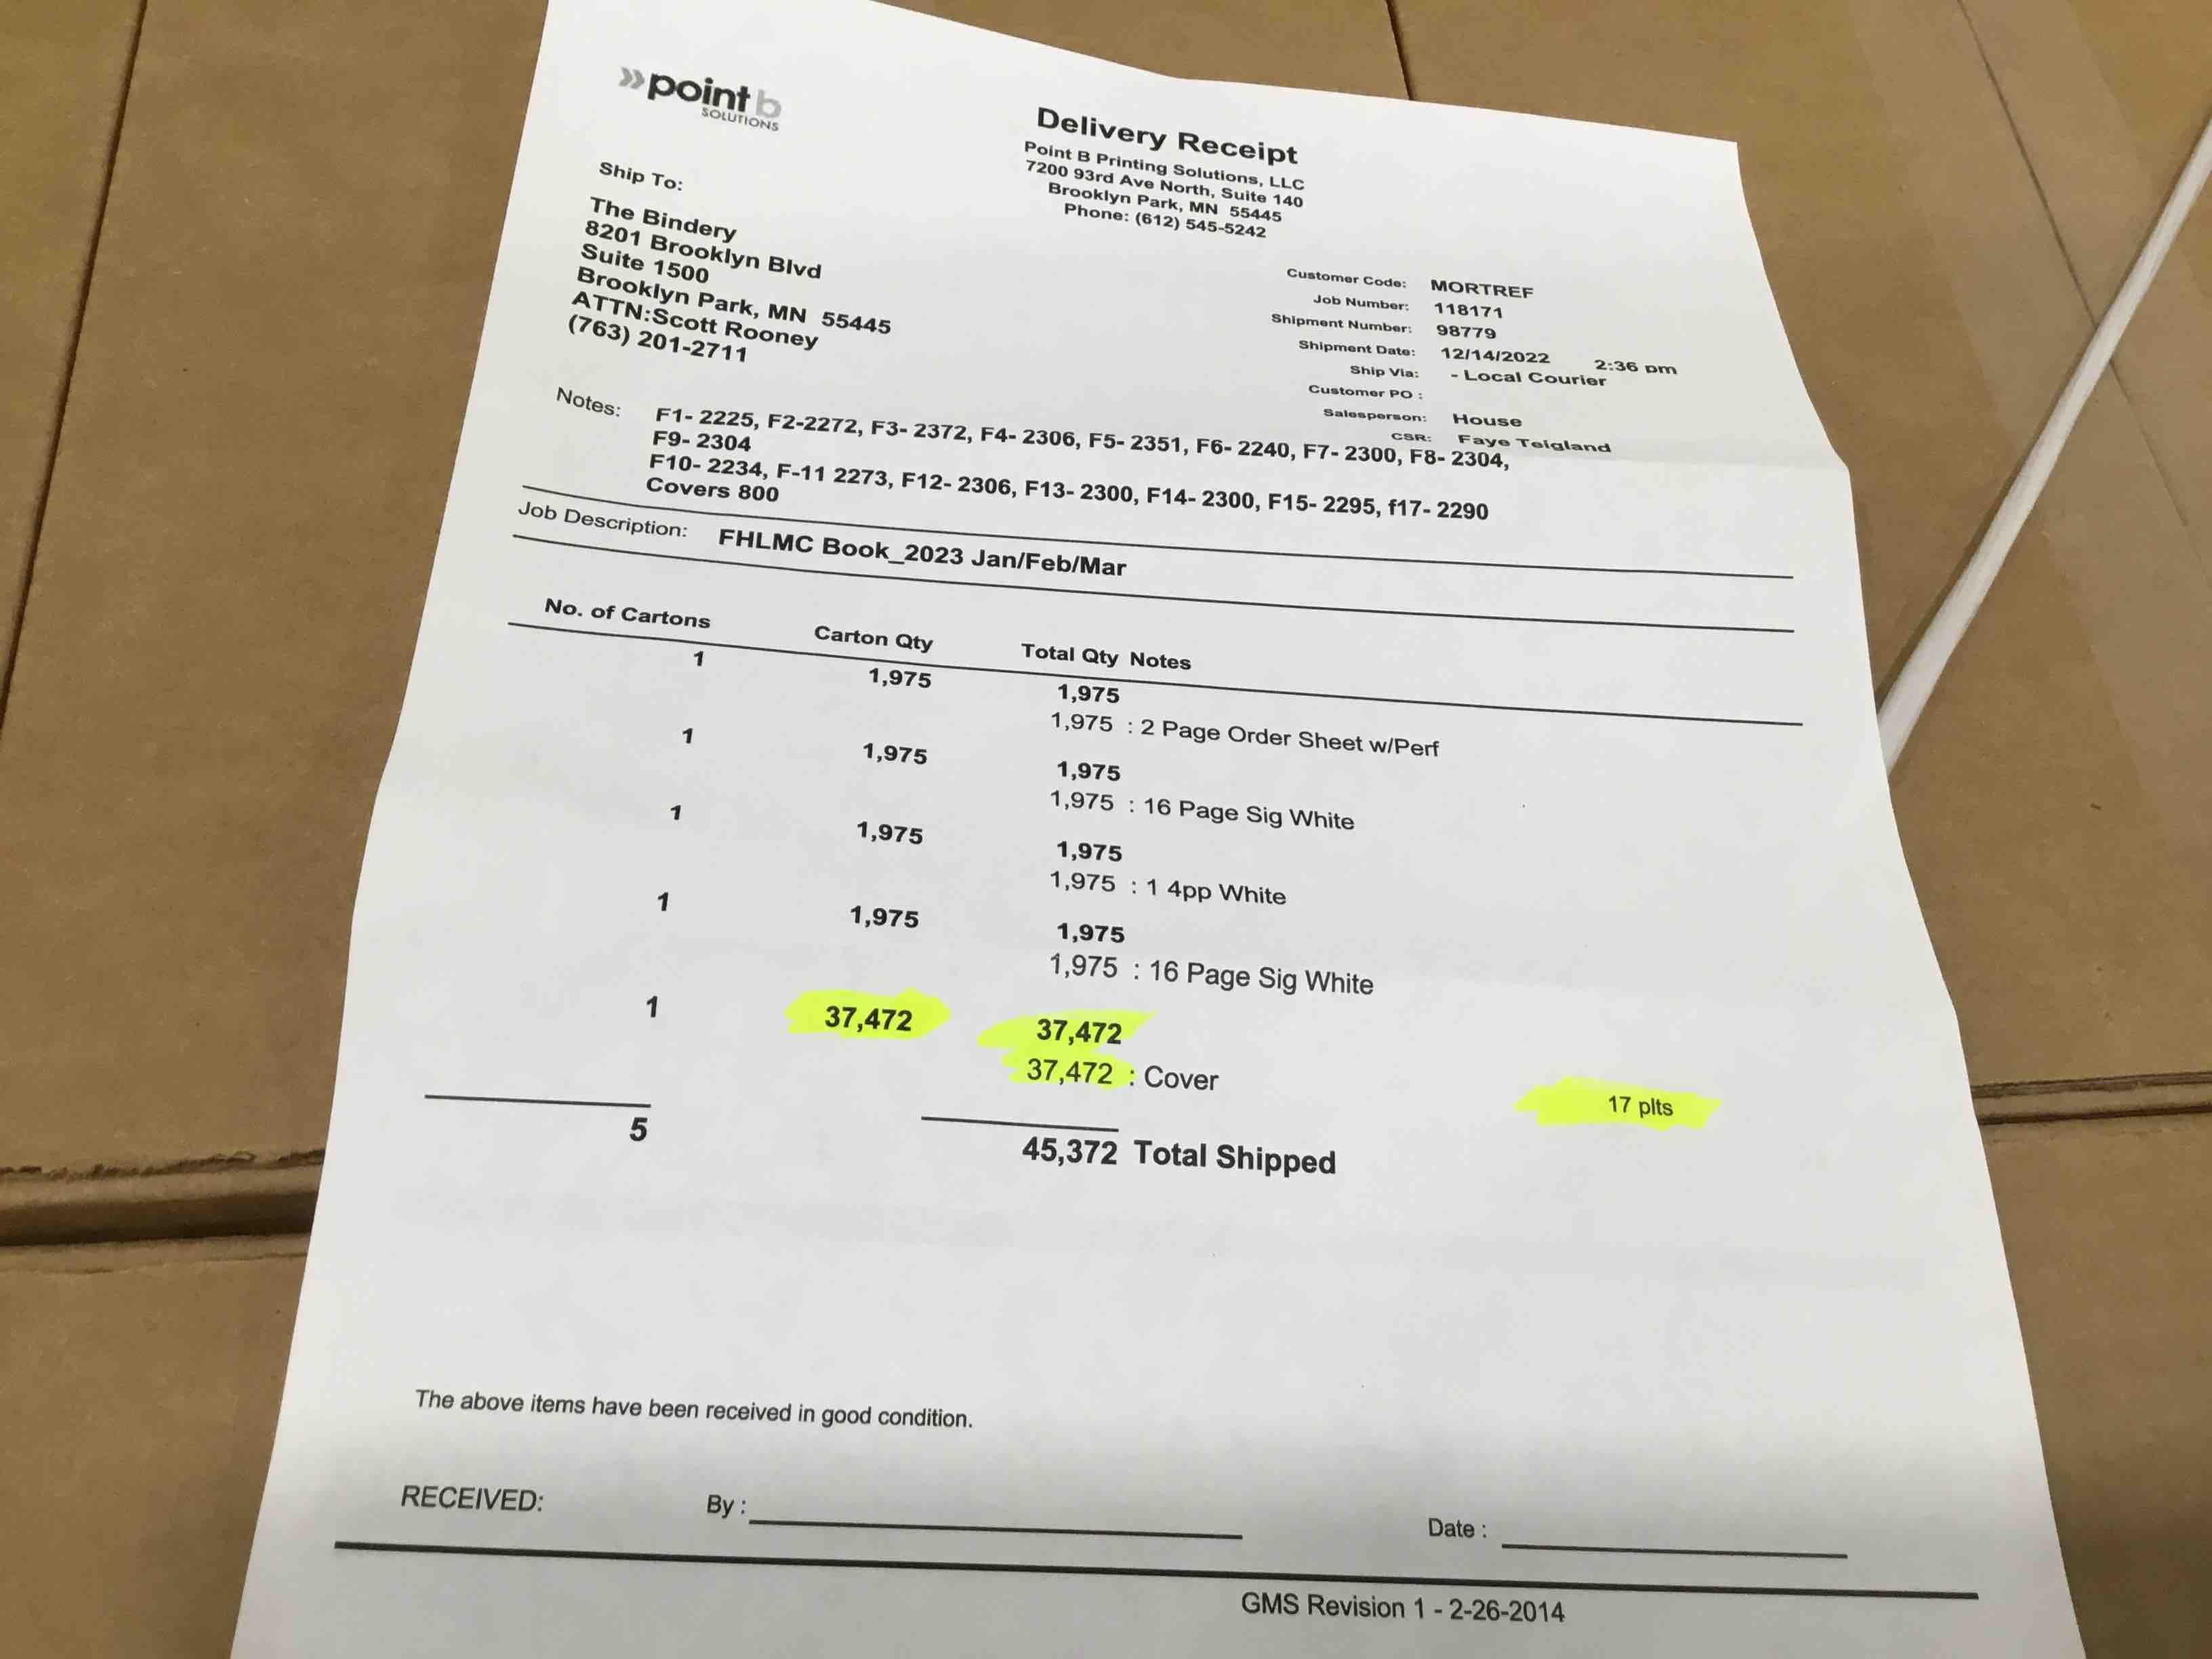 »pointb
SOLUTIONS
Delivery Receipt
Point B Printing Solutions, LLC
7200 93rd Ave North, Suite 140
Brooklyn Park, MN 55445
Phone: (612) 545-5242
Ship To:
The Bindery
8201 Brooklyn Blvd
Suite 1500
Brooklyn Park, MN 55445
ATTN:Scott Rooney
(763) 201-2711
Customer Code: MORTREF
Job Number: 118171
Shipment Number: 98779
Shipment Date: 12/14/2022 2:36 pm
Ship Via: - Local Courier
Customer PO :
Salesperson: House
CSR: Faye Teigland
Notes: F1- 2225, F2-2272, F3- 2372, F4- 2306, F5- 2351, F6- 2240, F7- 2300, F8- 2304,
F9- 2304
F10- 2234, F-11 2273, F12- 2306, F13- 2300, F14- 2300, F15- 2295, f17- 2290
Covers 800
Job Description: FHLMC Book_2023 Jan/Feb/Mar
No. of Cartons Carton Qty Total Qty Notes
1 1,975 1,975
1,975 : 2 Page Order Sheet w/Perf
1 1,975 1,975
1,975 : 16 Page Sig White
1 1,975 1,975
1,975 : 1 4pp White
1 1,975 1,975
1,975 : 16 Page Sig White
1 37,472 37,472
37,472 : Cover 17 plts
5 45,372 Total Shipped
The above items have been received in good condition.
RECEIVED: By : Date :
GMS Revision 1 - 2-26-2014